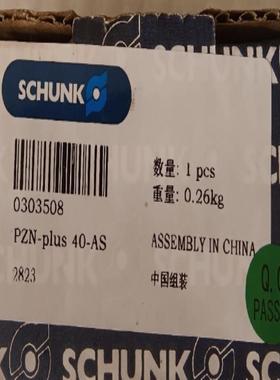 SCHUNK
数量: 1 pcs
重量: 0.26kg
0303508
PZN-plus 40-AS
ASSEMBLY IN CHINA
2823
中国组装
PASS
SCHUNK